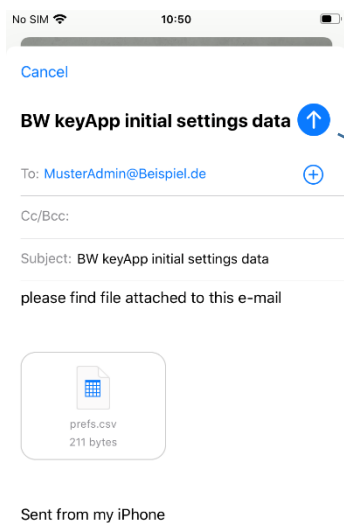 No SIM 10:50
Cancel
BW keyApp initial settings data
To: MusterAdmin@Beispiel.de
Cc/Bcc:
Subject: BW keyApp initial settings data
please find file attached to this e-mail
prefs.csv
211 bytes
Sent from my iPhone